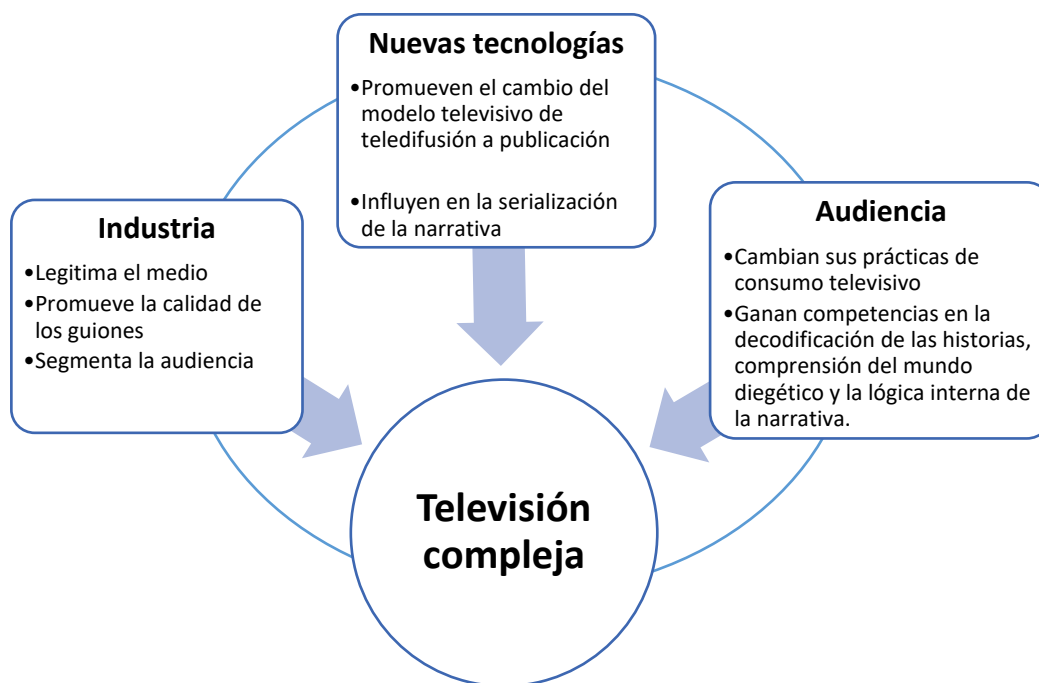 Nuevas tecnologías
•Promueven el cambio del
modelo televisivo de
teledifusión a publicación
•Influyen en la serialización
de la narrativa
Industria
•Legitima el medio
•Promueve la calidad de
los guiones
•Segmenta la audiencia
Audiencia
•Cambian sus prácticas de
consumo televisivo
•Ganan competencias en la
decodificación de las historias,
comprensión del mundo
diegético y la lógica interna de
la narrativa.
Televisión
compleja